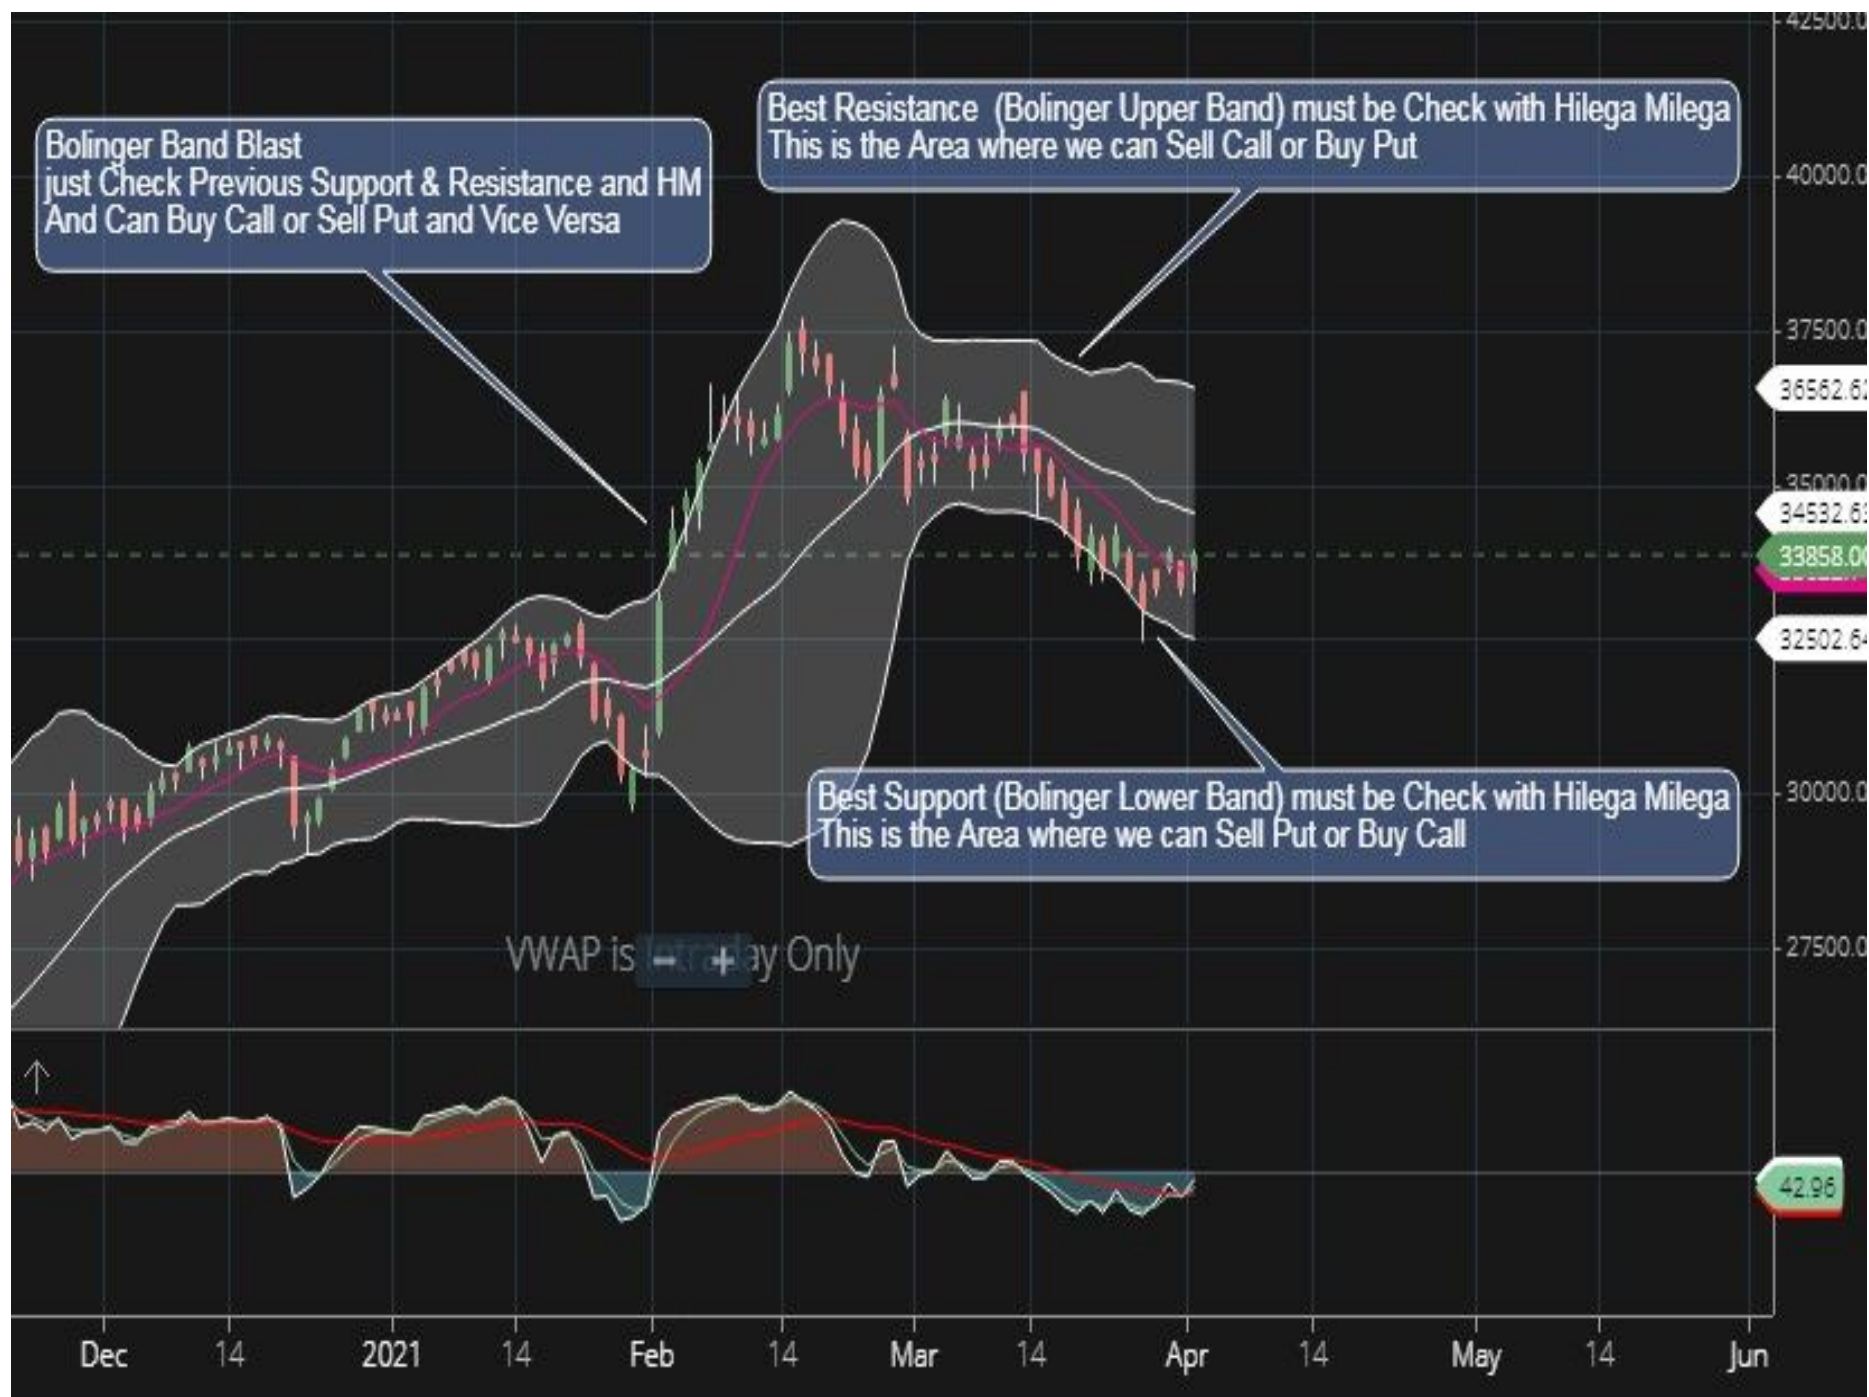 42500.0
Best Resistance  (Bolinger Upper Band) must be Check with Hilega Milega
This is the Area where we can Sell Call or Buy Put
Bolinger Band Blast
just Check Previous Support & Resistance and HM
And Can Buy Call or Sell Put and Vice Versa
40000.0
37500.0
36562.62
35000.0
34532.63
33858.00
32502.64
Best Support (Bolinger Lower Band) must be Check with Hilega Milega
This is the Area where we can Sell Put or Buy Call
30000.0
VWAP is Intraday Only
− +
27500.0
42.96
Dec 14 2021 14 Feb 14 Mar 14 Apr 14 May 14 Jun